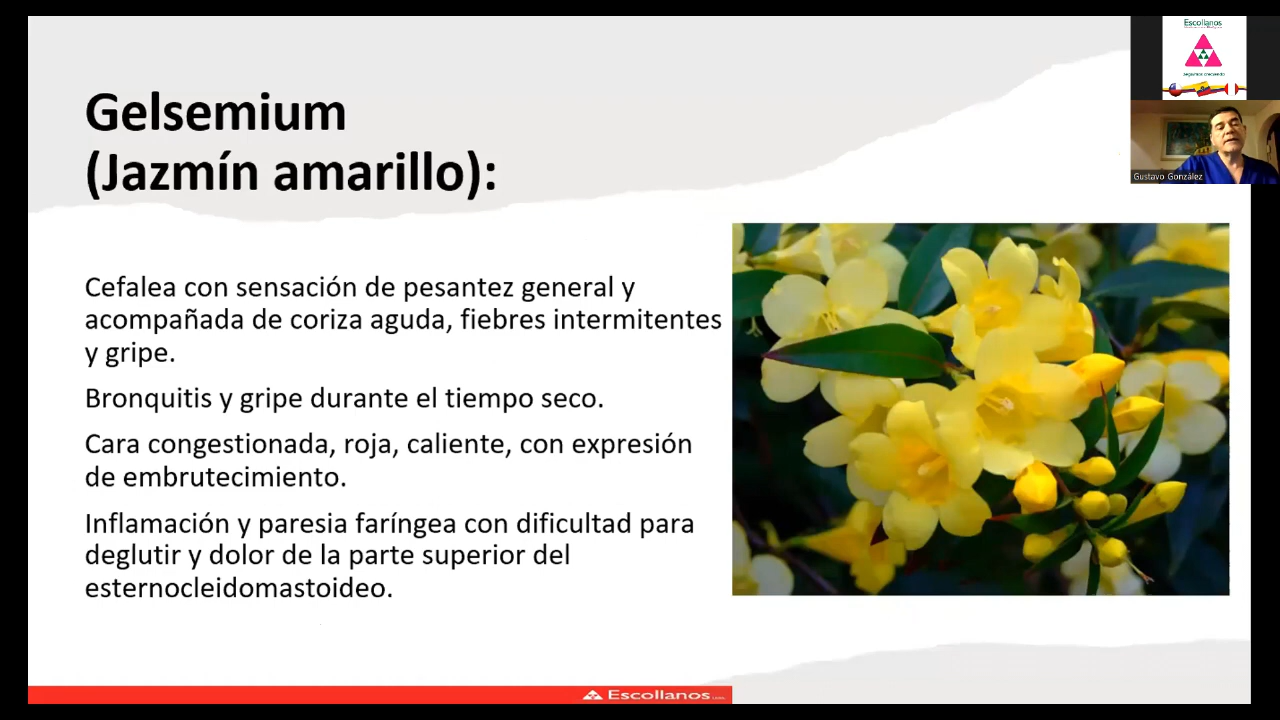 Gelsemium
(Jazmín amarillo):
Cefalea con sensación de pesantez general y
acompañada de coriza aguda, fiebres intermitentes
y gripe.
Bronquitis y gripe durante el tiempo seco.
Cara congestionada, roja, caliente, con expresión
de embrutecimiento.
Inflamación y paresia faríngea con dificultad para
deglutir y dolor de la parte superior del
esternocleidomastoideo.
Escollanos
Escollanos
seguimos creciendo
Gustavo González